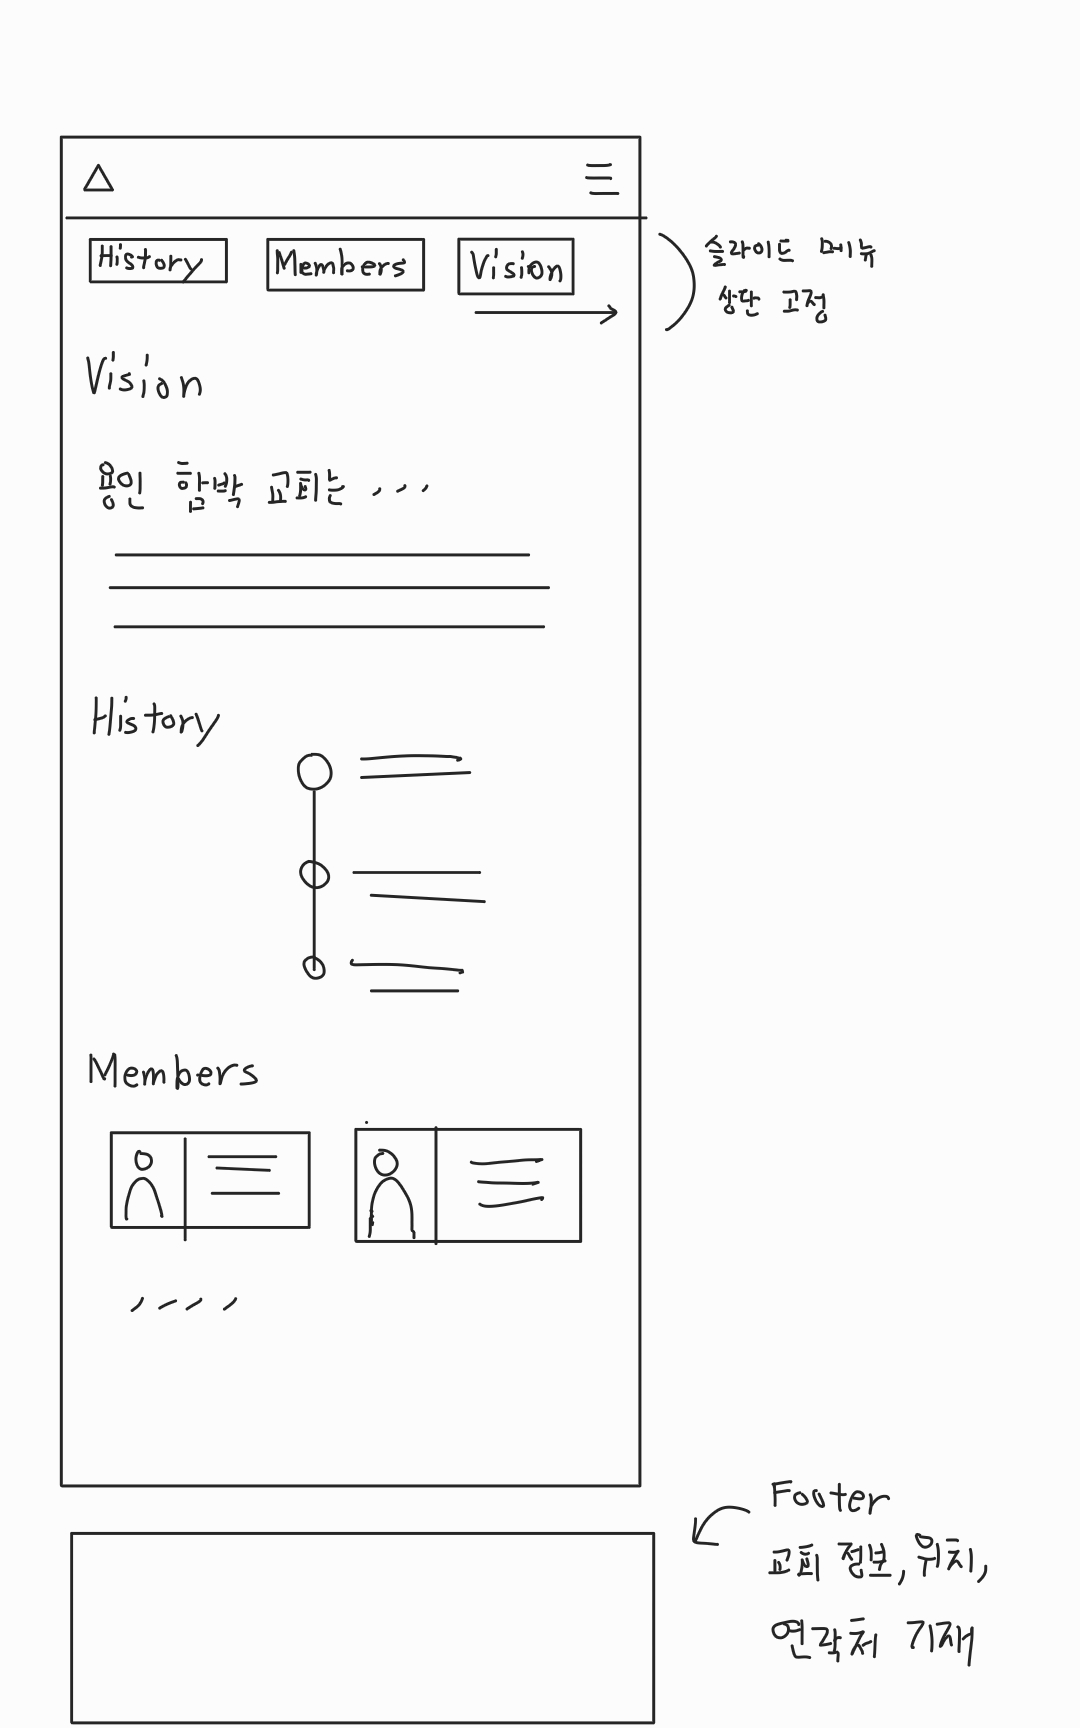 History
Members
Vision
슬라이드 메뉴
상단 고정
Vision
용인 함박 교회는 ...
History
Members
Footer
교회 정보, 위치,
연락처 기재